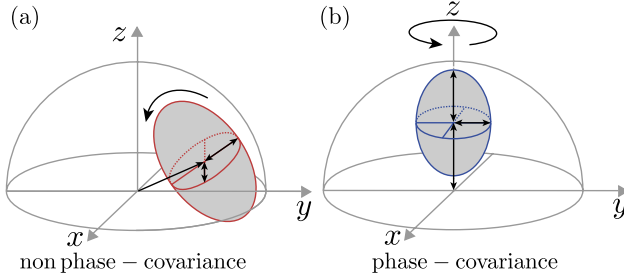 (a)
z
y
x
non phase − covariance
(b)
z
y
x
phase − covariance